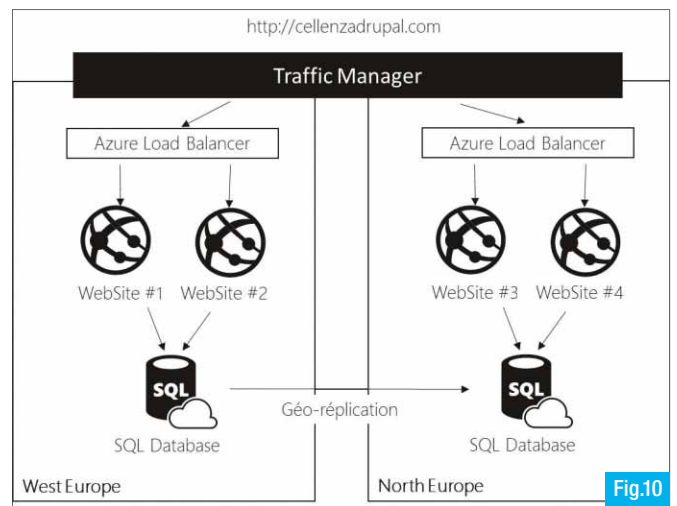 http://cellenzadrupal.com
Traffic Manager
Azure Load Balancer
Azure Load Balancer
WebSite #1
WebSite #2
WebSite #3
WebSite #4
SQL
SQL
Géo-réplication
SQL Database
SQL Database
West Europe
North Europe
Fig.10